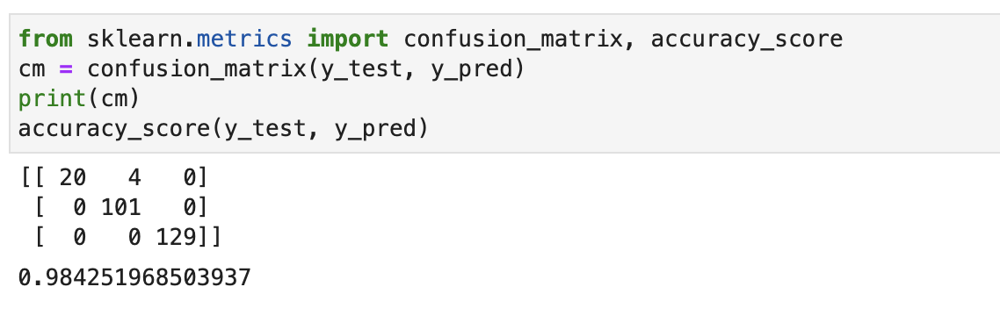 from sklearn.metrics import confusion_matrix, accuracy_score
cm = confusion_matrix(y_test, y_pred)
print(cm)
accuracy_score(y_test, y_pred)
[[ 20   4   0]
 [  0 101   0]
 [  0   0 129]]
0.984251968503937